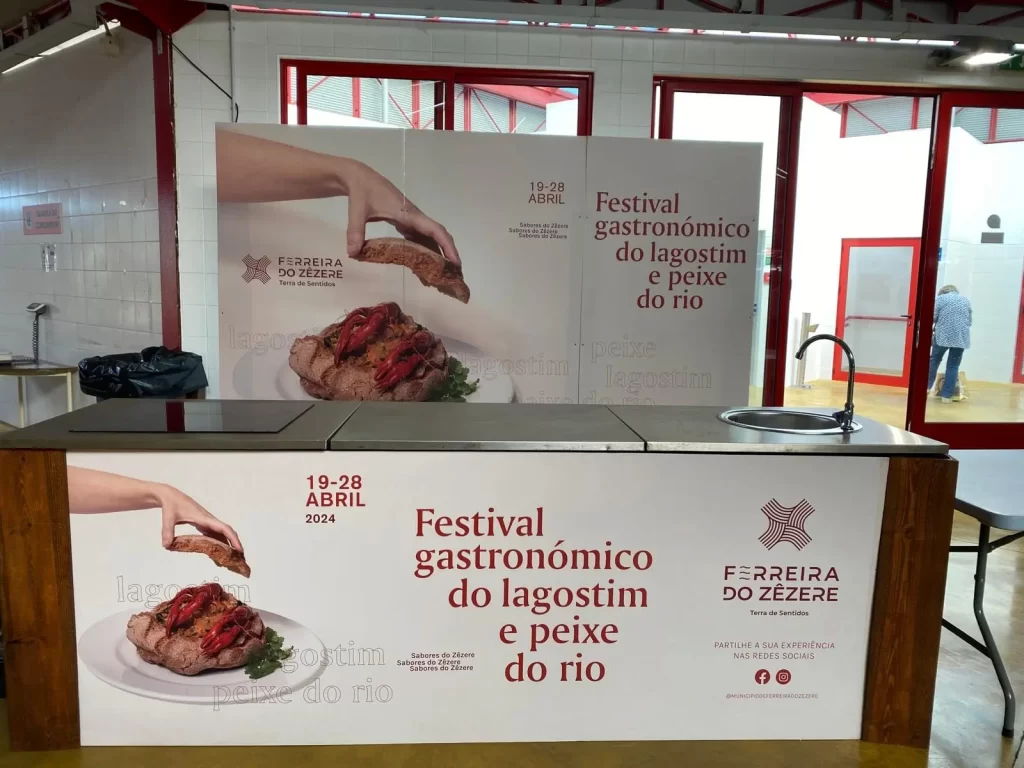 19-28
ABRIL
Sabores do Zêzere
Sabores do Zêzere
Sabores do Zêzere
Festival
gastronómico
do lagostim
e peixe
do rio
FERREIRA
DO ZÊZERE
Terra de Sentidos
lagostim
lagostim
peixe
lagostim
peixe do rio
19-28
ABRIL
2024
Festival
gastronómico
do lagostim
e peixe
do rio
lagostim
gostim
peixe do rio
Sabores do Zêzere
Sabores do Zêzere
Sabores do Zêzere
FERREIRA
DO ZÊZERE
Terra de Sentidos
PARTILHE A SUA EXPERIÊNCIA
NAS REDES SOCIAIS
@MUNICIPIODEFERREIRADOZEZERE